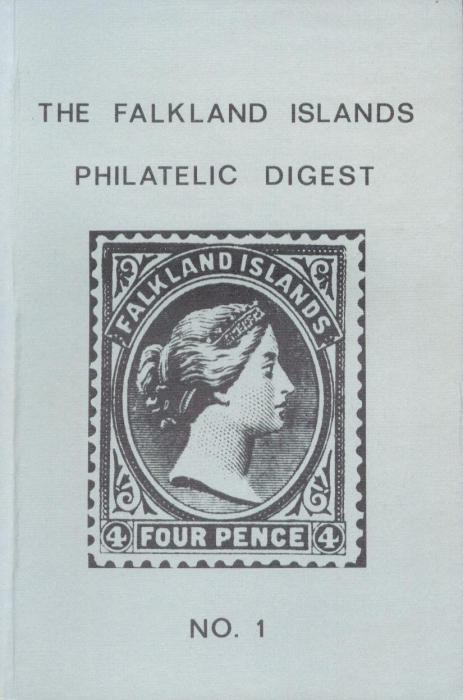 THE FALKLAND ISLANDS
PHILATELIC DIGEST
FALKLAND ISLANDS
4 FOUR PENCE 4
NO. 1